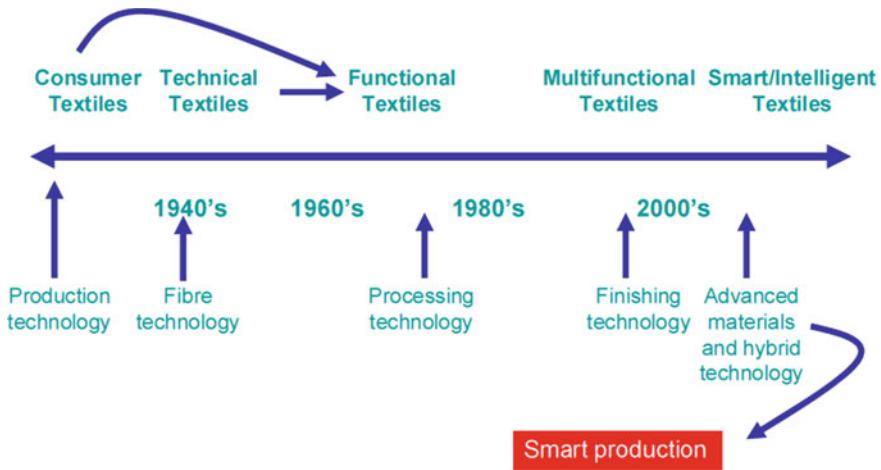 Consumer
Textiles
Technical
Textiles
Functional
Textiles
Multifunctional
Textiles
Smart/Intelligent
Textiles
1940's
1960's
1980's
2000's
Production
technology
Fibre
technology
Processing
technology
Finishing
technology
Advanced
materials
and hybrid
technology
Smart production